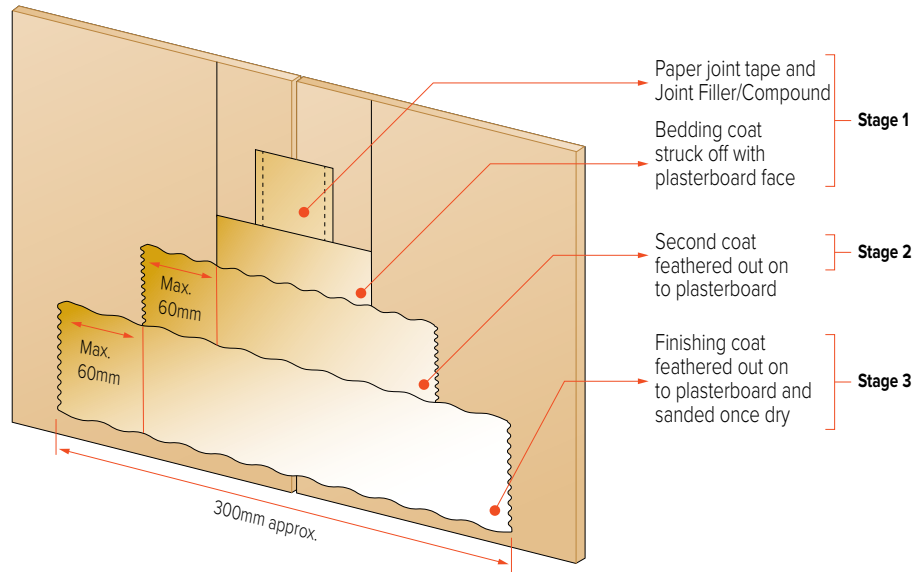 Paper joint tape and
Joint Filler/Compound
Stage 1
Bedding coat
struck off with
plasterboard face
Second coat
feathered out on
to plasterboard
Stage 2
Max.
60mm
Max.
60mm
Finishing coat
feathered out on
to plasterboard and
sanded once dry
Stage 3
300mm approx.